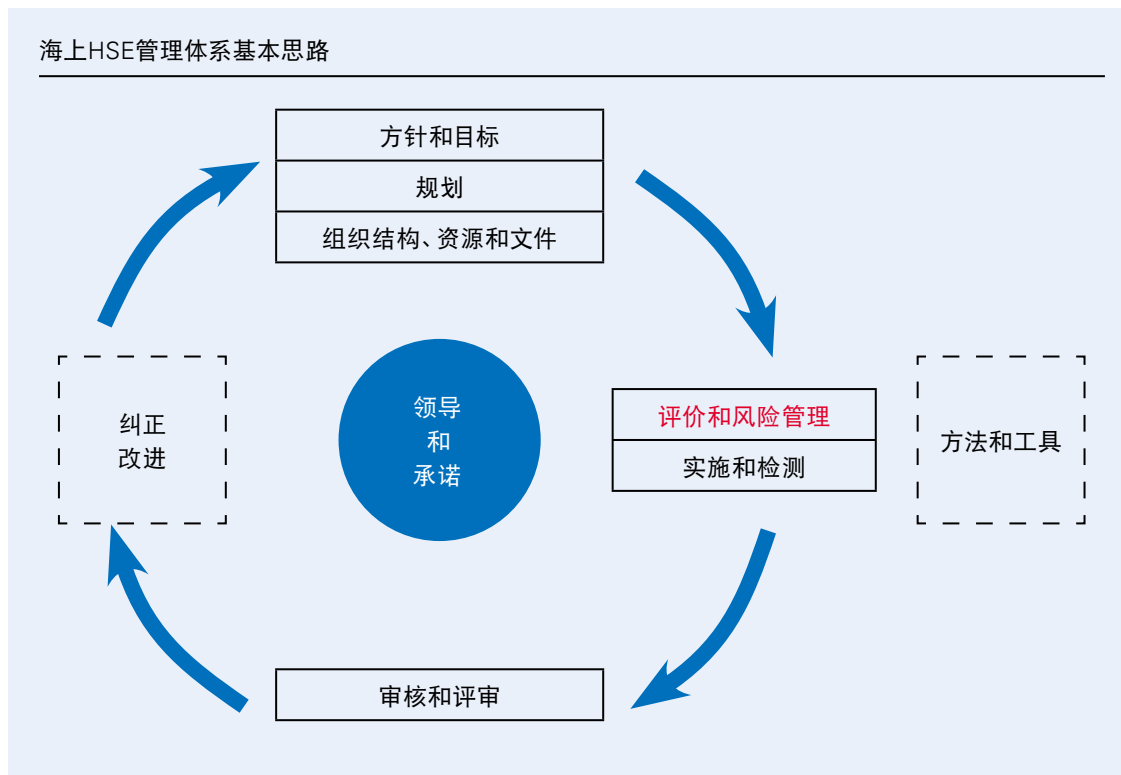 海上HSE管理体系基本思路
方针和目标
规划
组织结构、资源和文件
纠正
改进
领导
和
承诺
评价和风险管理
实施和检测
方法和工具
审核和评审